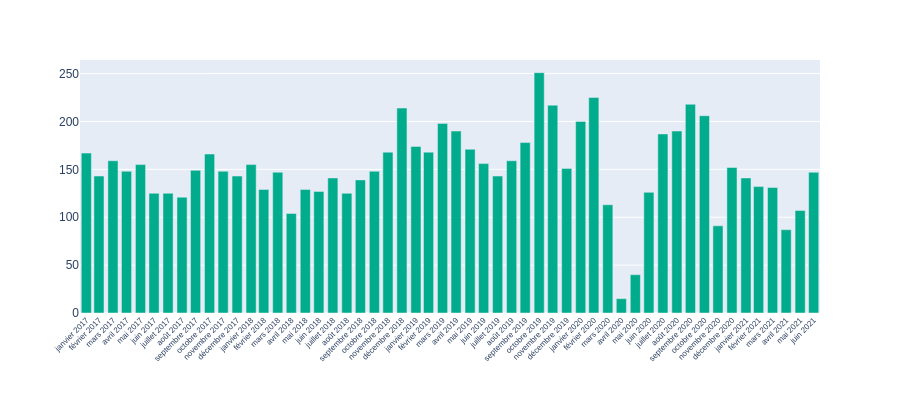 250
200
150
100
50
0
janvier 2017
février 2017
mars 2017
avril 2017
mai 2017
juin 2017
juillet 2017
août 2017
septembre 2017
octobre 2017
novembre 2017
décembre 2017
janvier 2018
février 2018
mars 2018
avril 2018
mai 2018
juin 2018
juillet 2018
août 2018
septembre 2018
octobre 2018
novembre 2018
décembre 2018
janvier 2019
février 2019
mars 2019
avril 2019
mai 2019
juin 2019
juillet 2019
août 2019
septembre 2019
octobre 2019
novembre 2019
décembre 2019
janvier 2020
février 2020
mars 2020
avril 2020
mai 2020
juin 2020
juillet 2020
août 2020
septembre 2020
octobre 2020
novembre 2020
décembre 2020
janvier 2021
février 2021
mars 2021
avril 2021
mai 2021
juin 2021